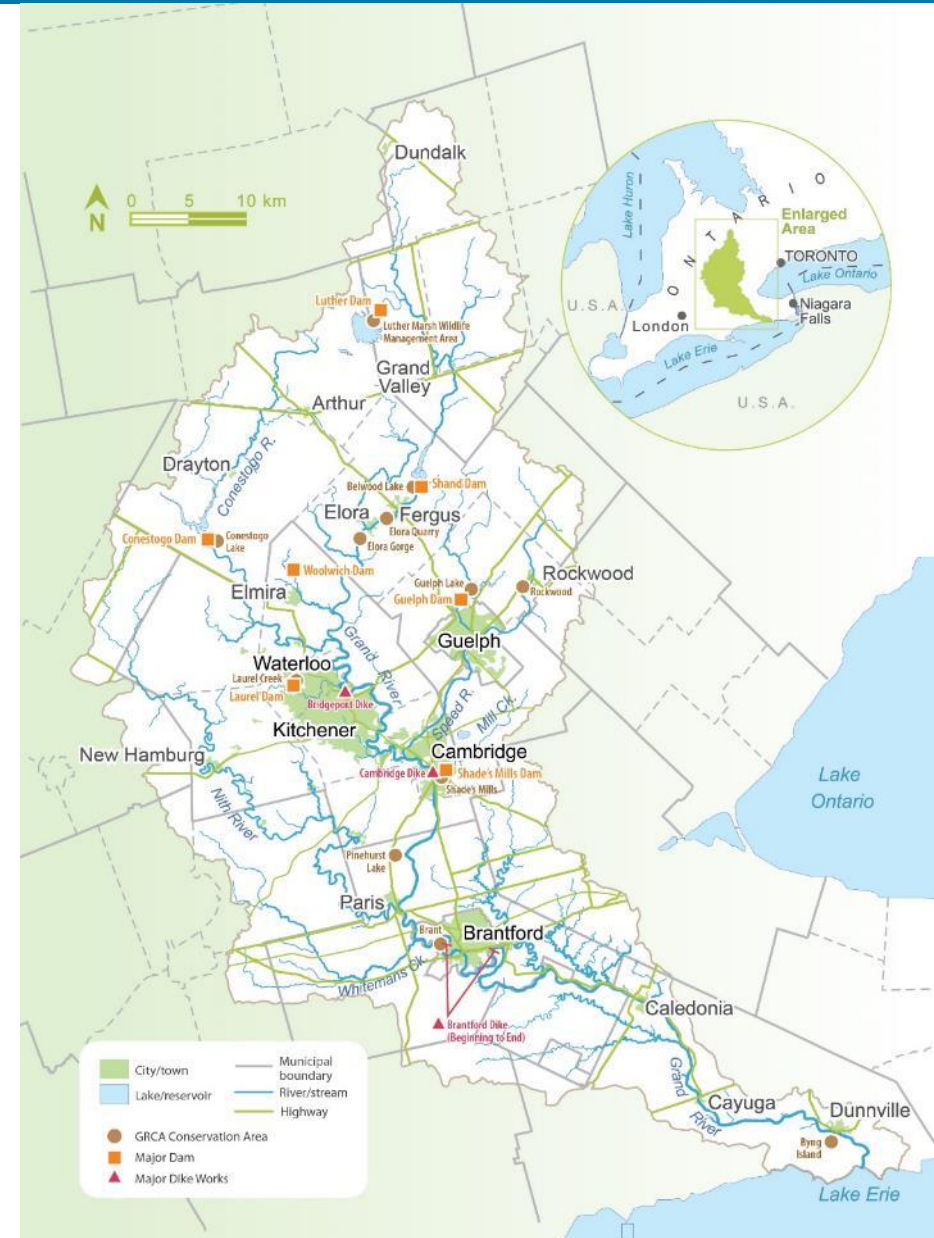 Dundalk
N
0 5 10 km
Luther Dam
Luther Marsh Wildlife
Management Area
Grand
Valley
Arthur
Drayton
Conestogo R.
Belwood Lake
Shand Dam
Elora
Fergus
Elora Quarry
Elora Gorge
Conestogo Dam
Conestogo
Lake
Woolwich Dam
Elmira
Guelph Lake
Guelph Dam
Rockwood
Rockwood
Guelph
Grand River
Waterloo
Laurel Creek
Laurel Dam
Bridgeport Dike
Kitchener
Speed R.
Mill Ck.
Cambridge
Cambridge Dike
Shade's Mills Dam
Shade's Mills
New Hamburg
Nith River
Pinehurst
Lake
Paris
Brant
Brantford
Whitemans Ck.
Brantford Dike
(Beginning to End)
Caledonia
Grand
River
Cayuga
Dunnville
Byng
Island
Lake Erie
Lake
Ontario
ONTARIO
Lake Huron
Enlarged
Area
TORONTO
Lake Ontario
U.S.A.
London
Niagara
Falls
Lake Erie
U.S.A.
City/town
Lake/reservoir
Municipal
boundary
River/stream
Highway
GRCA Conservation Area
Major Dam
Major Dike Works